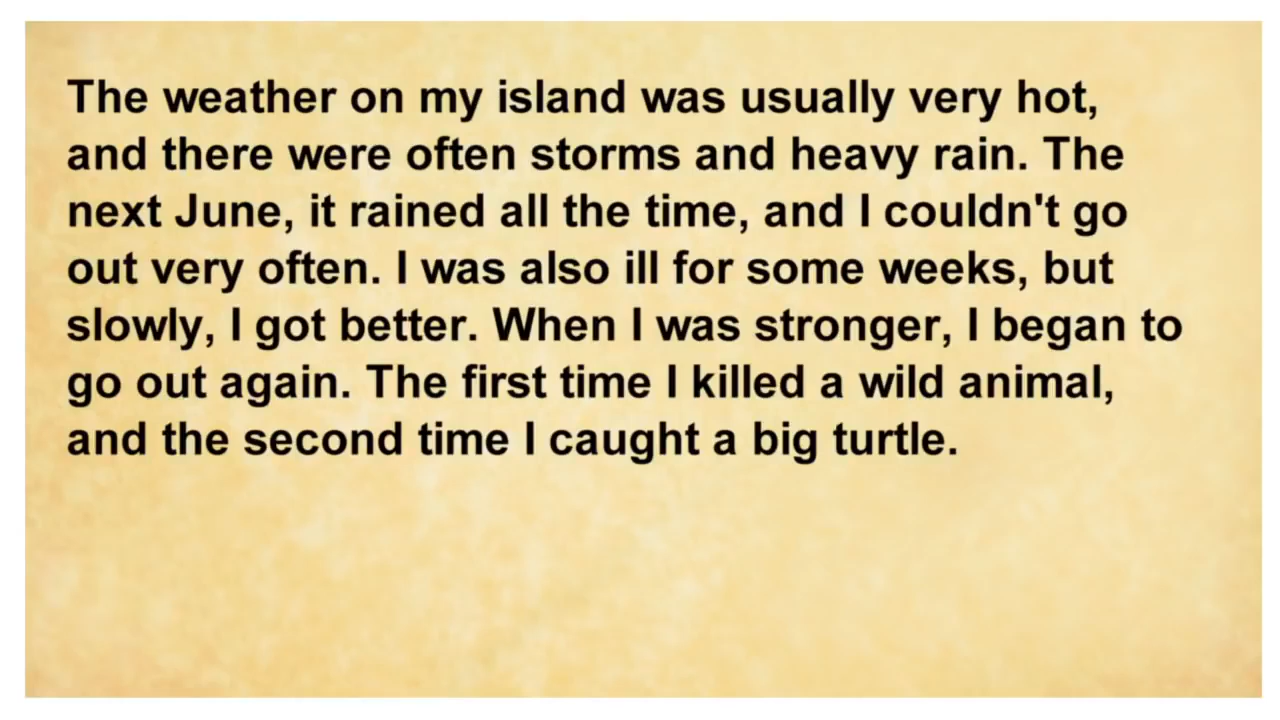 The weather on my island was usually very hot,
and there were often storms and heavy rain. The
next June, it rained all the time, and I couldn't go
out very often. I was also ill for some weeks, but
slowly, I got better. When I was stronger, I began to
go out again. The first time I killed a wild animal,
and the second time I caught a big turtle.